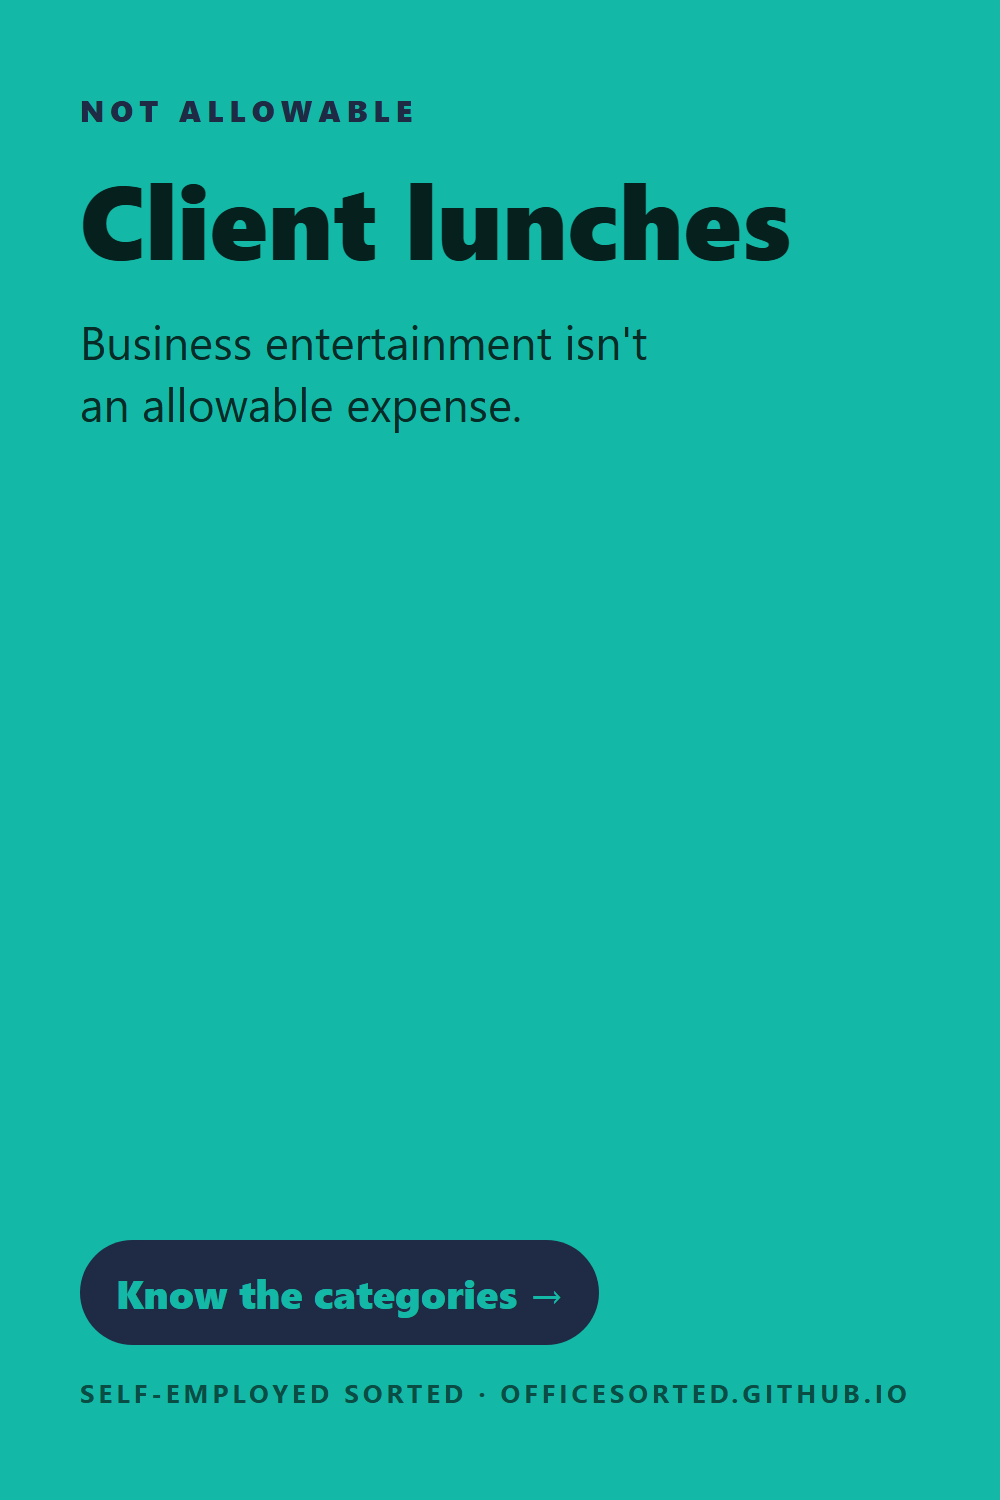 NOT ALLOWABLE
Client lunches
Business entertainment isn't
an allowable expense.
Know the categories →
SELF-EMPLOYED SORTED · OFFICESORTED.GITHUB.IO